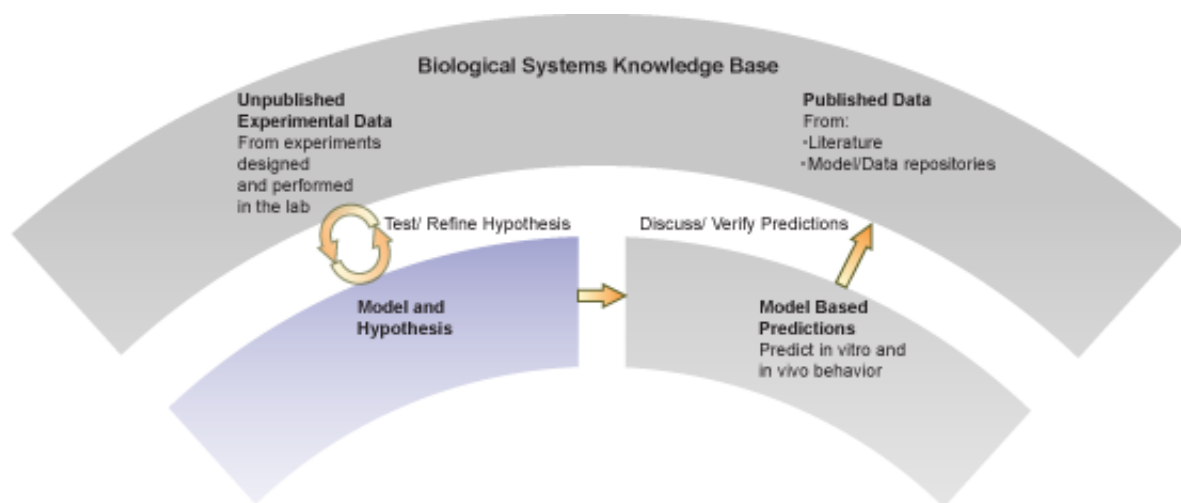 Biological Systems Knowledge Base
Unpublished
Experimental Data
From experiments
designed
and performed
in the lab
Published Data
From:
•Literature
•Model/Data repositories
Test/ Refine Hypothesis
Discuss/ Verify Predictions
Model and
Hypothesis
Model Based
Predictions
Predict in vitro and
in vivo behavior